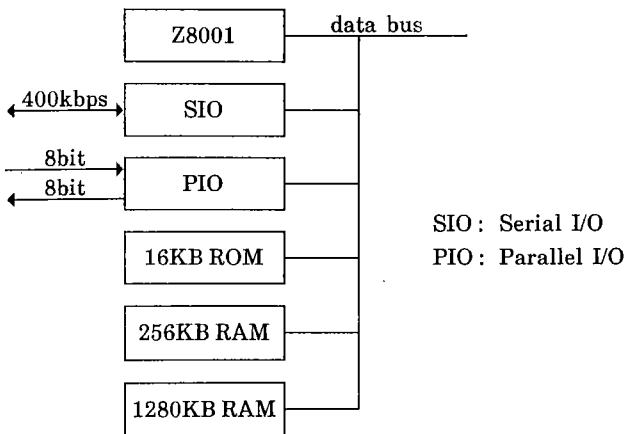 Z8001
data bus
400kbps
SIO
8bit
8bit
PIO
SIO: Serial I/O
PIO: Parallel I/O
16KB ROM
256KB RAM
1280KB RAM